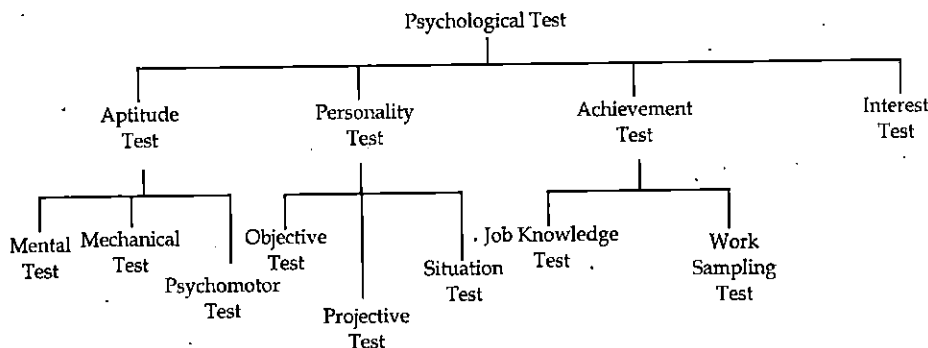 Psychological Test
Aptitude
Test
Personality
Test
Achievement
Test
Interest
Test
Mental
Test
Mechanical
Test
Psychomotor
Test
Objective
Test
Projective
Test
Situation
Test
Job Knowledge
Test
Work
Sampling
Test